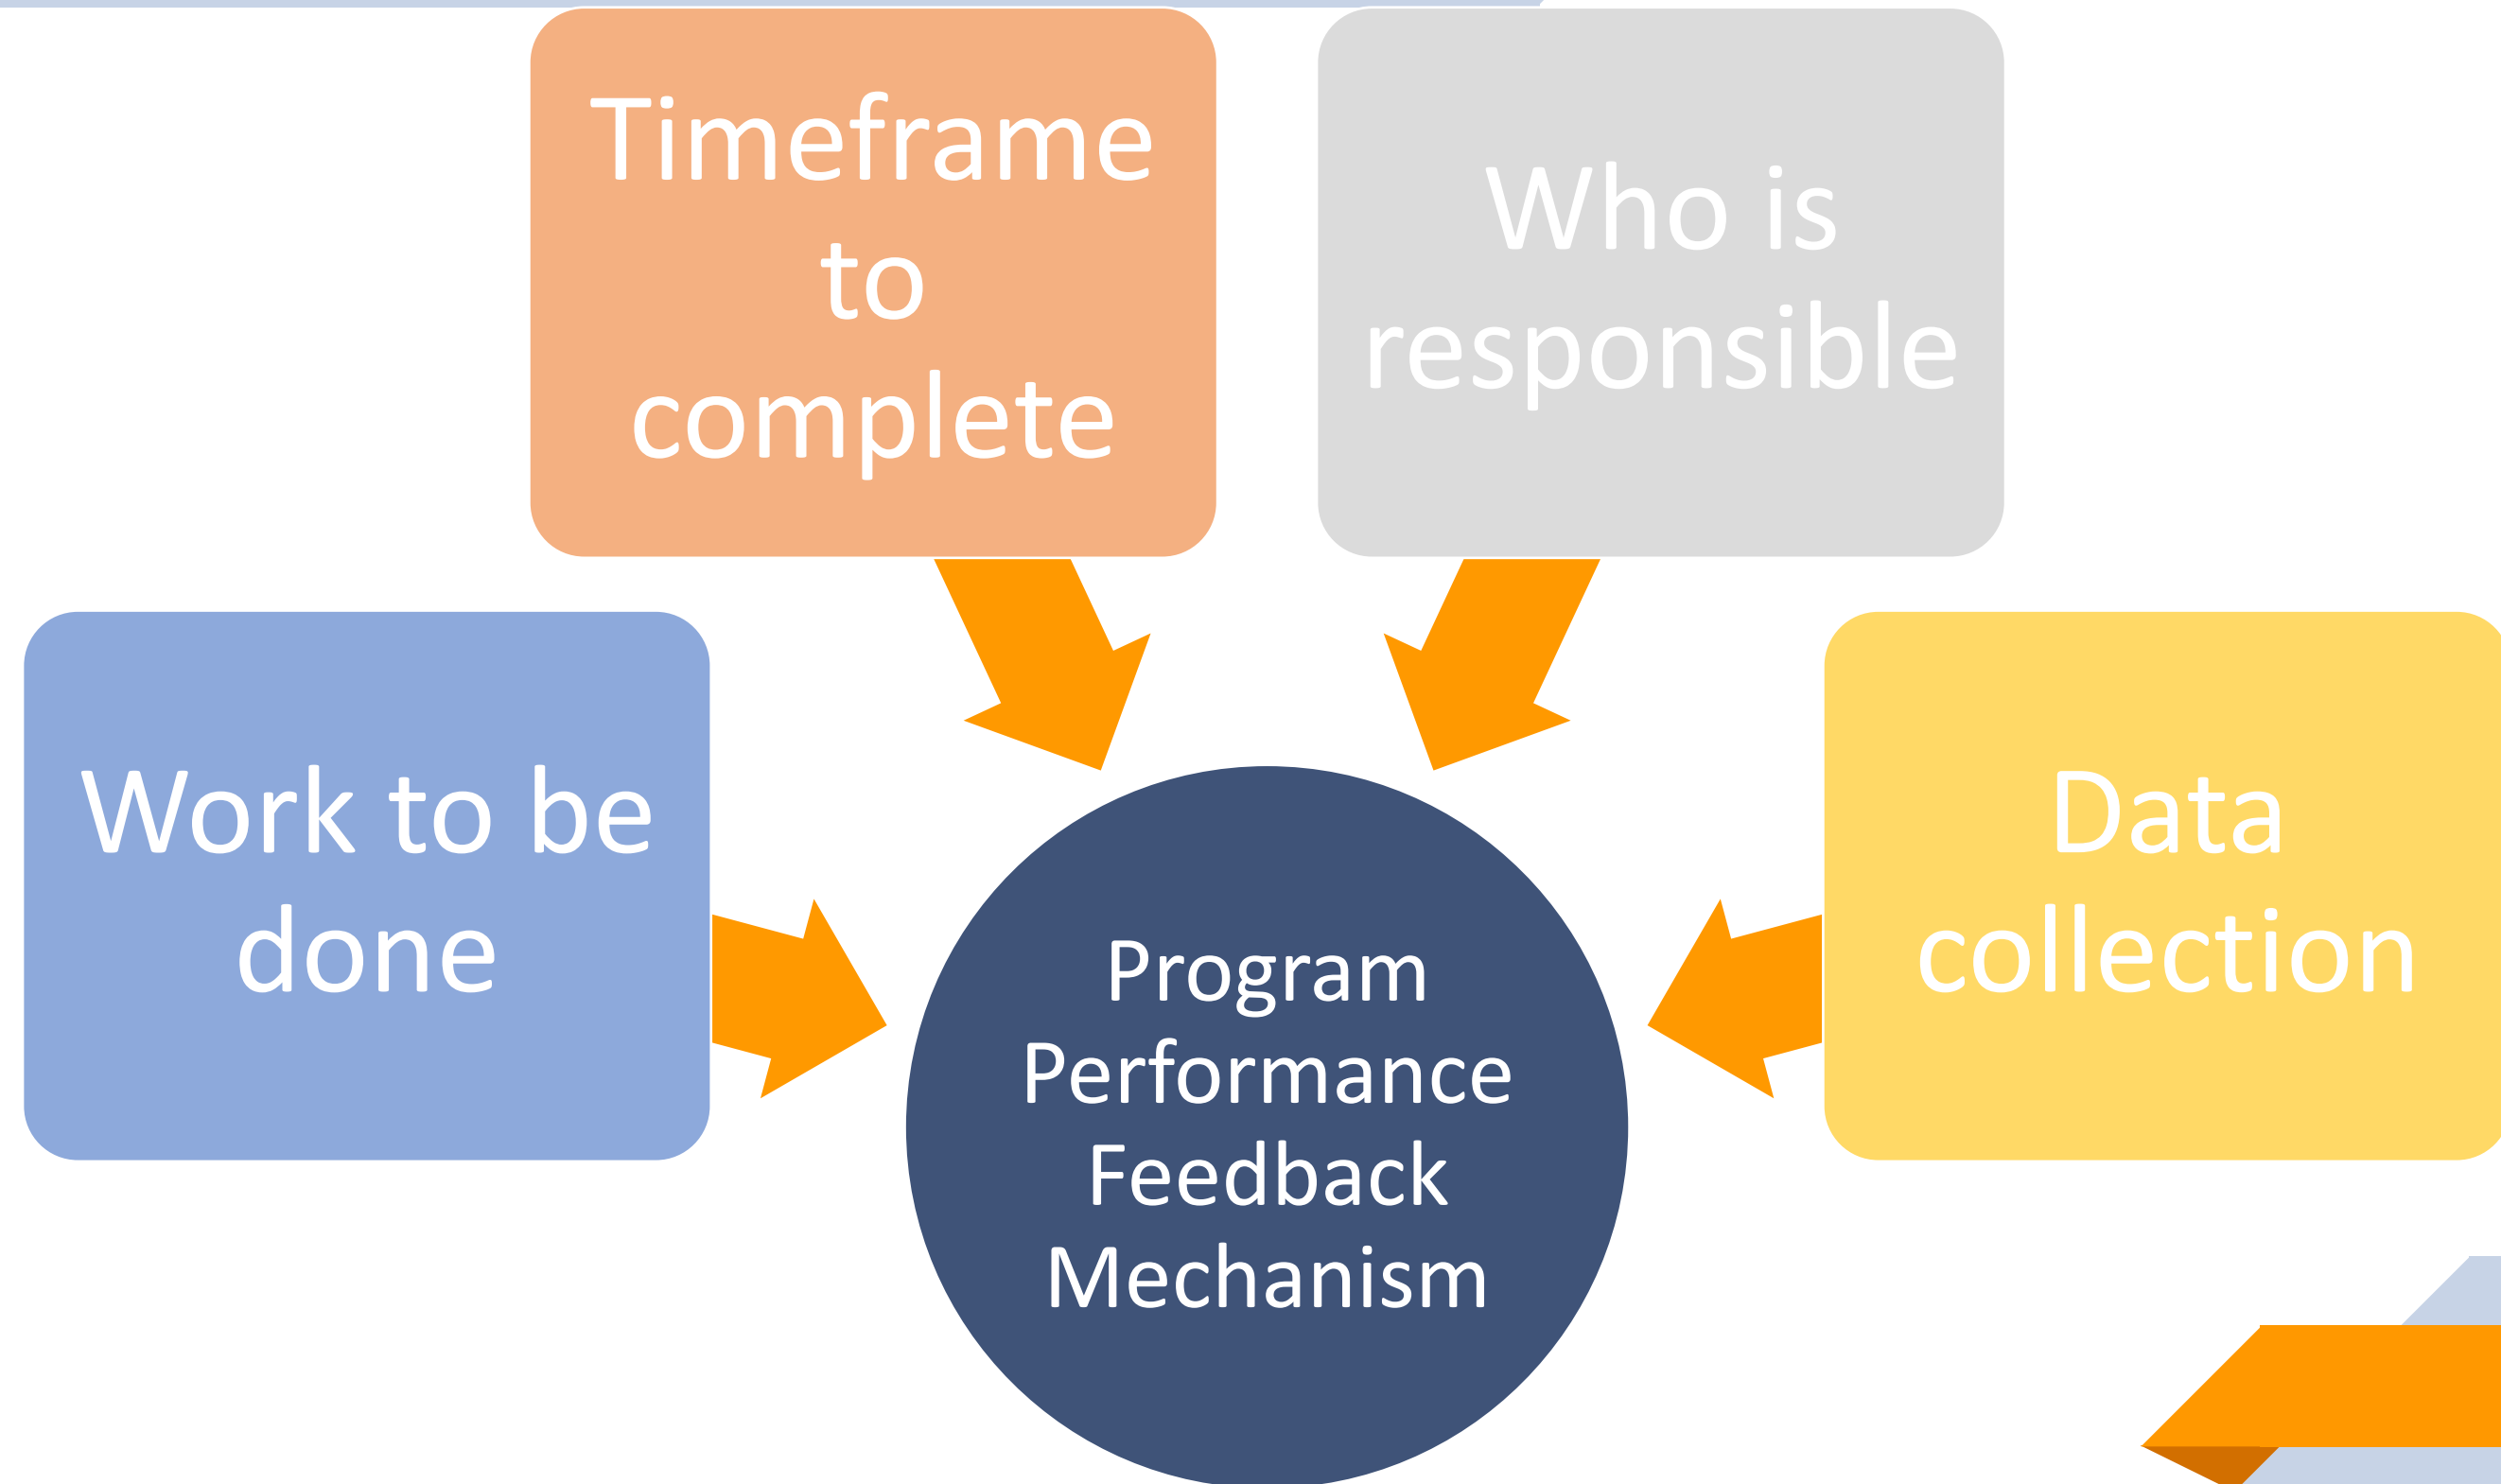 Timeframe
to
complete
Who is
responsible
Work to be
done
Data
collection
Program
Performance
Feedback
Mechanism